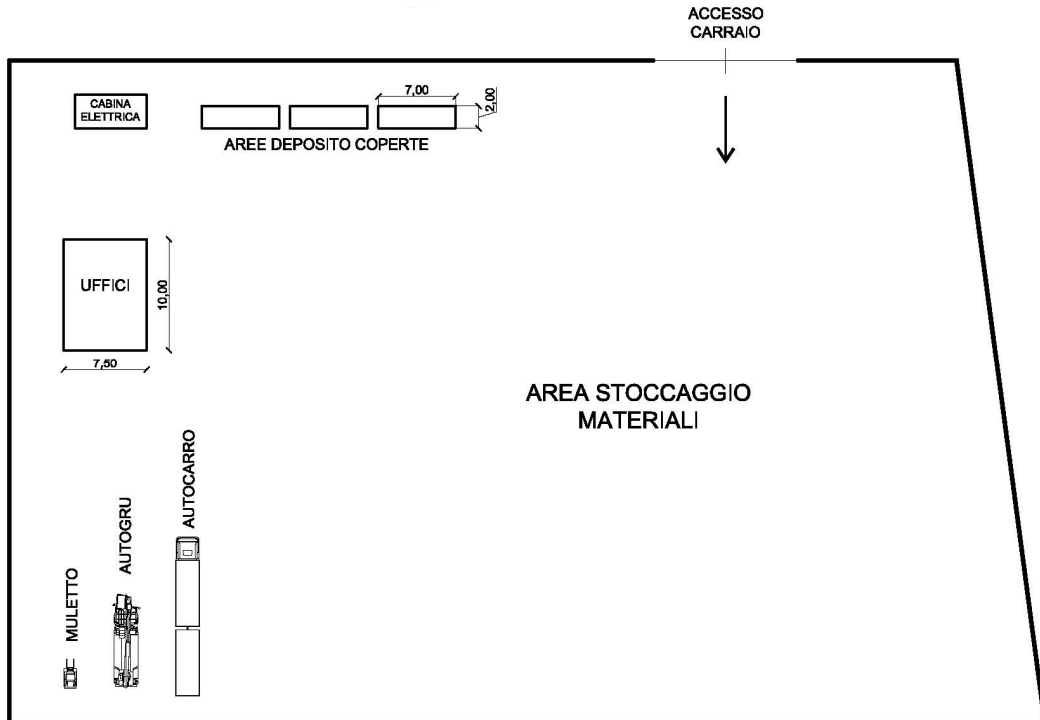 ACCESSO
CARRAIO
CABINA
ELETTRICA
7,00
2,00
AREE DEPOSITO COPERTE
UFFICI
10,00
7,50
AREA STOCCAGGIO
MATERIALI
MULETTO
AUTOGRU
AUTOCARRO